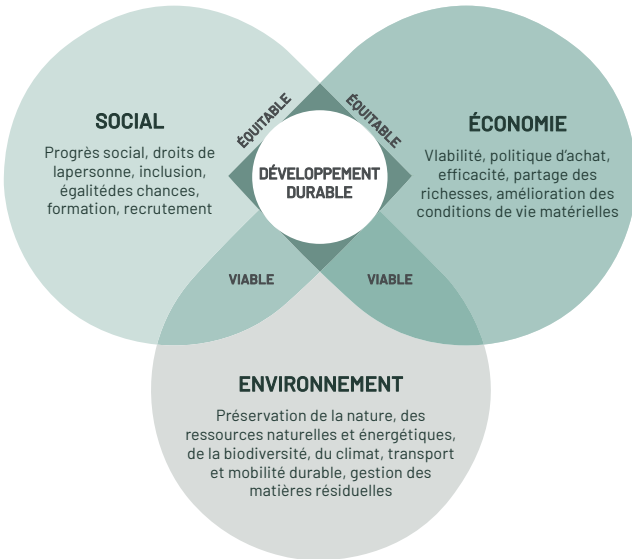 SOCIAL
Progrès social, droits de
lapersonne, inclusion,
égalitédes chances,
formation, recrutement
ÉQUITABLE
ÉQUITABLE
ÉCONOMIE
VIabilité, politique d'achat,
efficacité, partage des
richesses, amélioration des
conditions de vie matérielles
DÉVELOPPEMENT
DURABLE
VIABLE
VIABLE
ENVIRONNEMENT
Préservation de la nature, des
ressources naturelles et énergétiques,
de la biodiversité, du climat, transport
et mobilité durable, gestion des
matières résiduelles